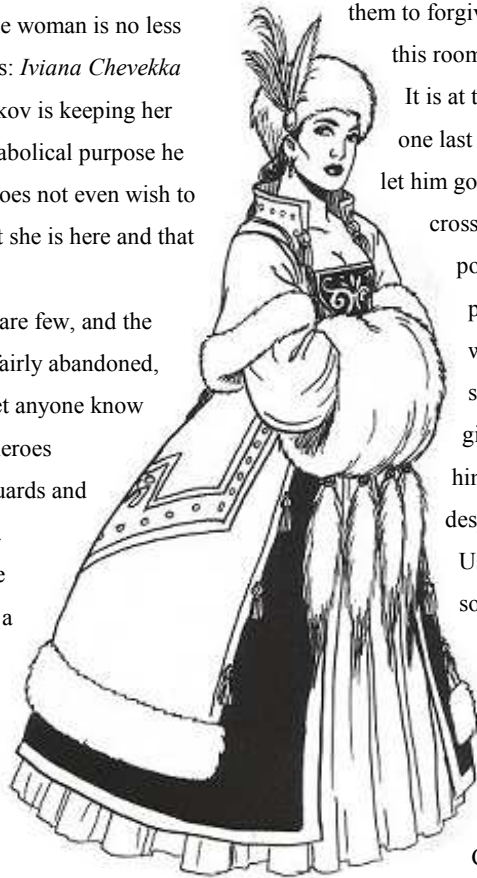 e woman is no less
s: Iviana Chevekka
kov is keeping her
abolical purpose he
oes not even wish to
t she is here and that
are few, and the
fairly abandoned,
et anyone know
eroes
uards and
e
a
them to forgiv
this room
It is at t
one last
let him go
cross
po
p
w
s
gi
him
des
U
so